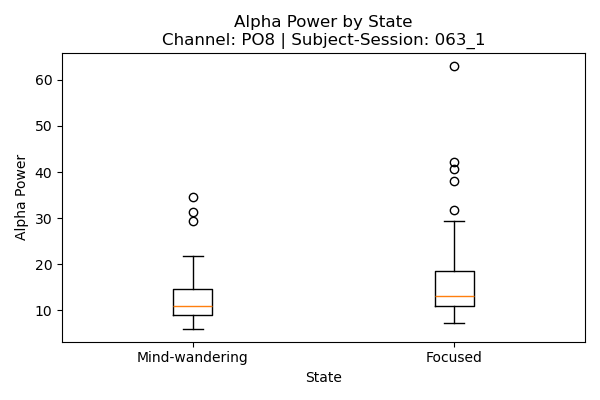 Alpha Power by State
Channel: PO8 | Subject-Session: 063_1
60
50
40
30
20
10
Alpha Power
Mind-wandering
Focused
State